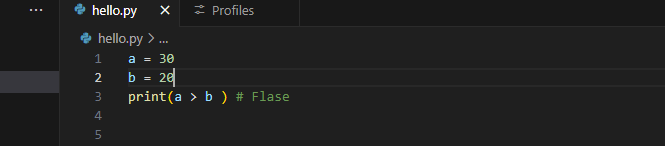 ... hello.py Profiles
hello.py > ...
1 a = 30
2 b = 20
3 print(a > b ) # Flase
4
5